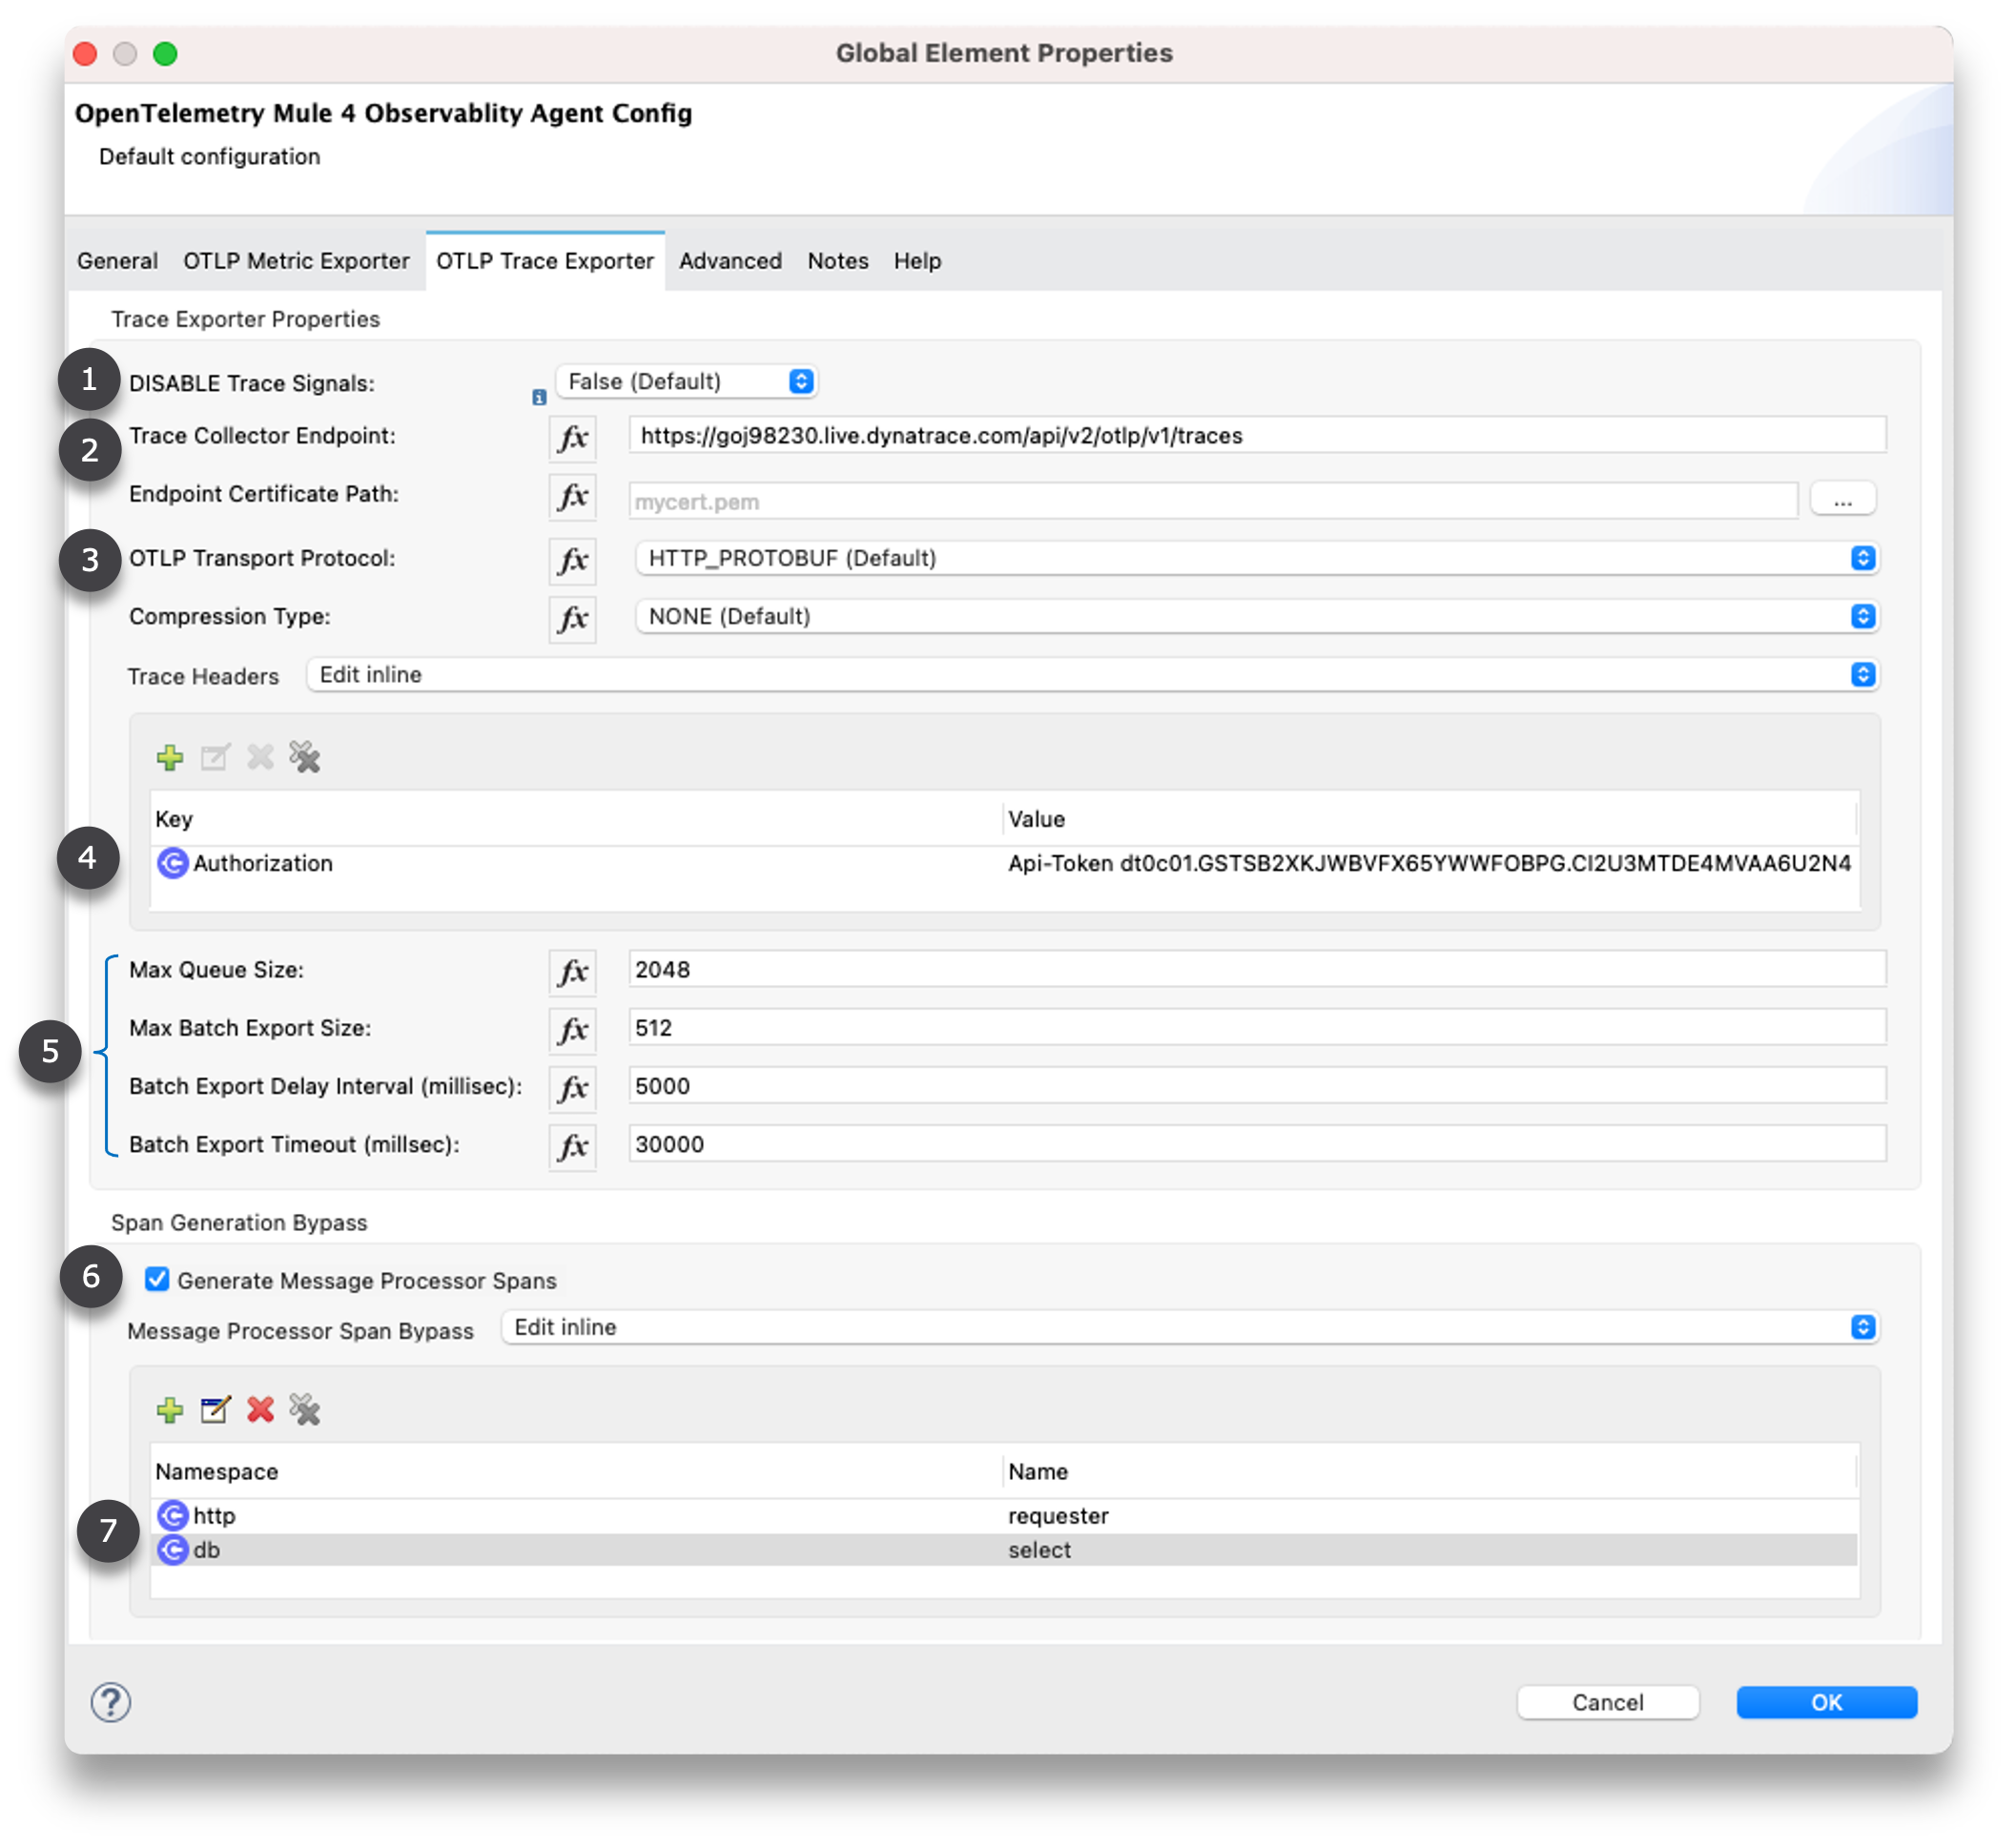 Global Element Properties
OpenTelemetry Mule 4 Observablity Agent Config
Default configuration
General OTLP Metric Exporter OTLP Trace Exporter Advanced Notes Help
Trace Exporter Properties
1 DISABLE Trace Signals: i False (Default)
2 Trace Collector Endpoint: fx https://goj98230.live.dynatrace.com/api/v2/otlp/v1/traces
Endpoint Certificate Path: fx mycert.pem ...
3 OTLP Transport Protocol: fx HTTP_PROTOBUF (Default)
Compression Type: fx NONE (Default)
Trace Headers Edit inline
Key Value
4 Authorization Api-Token dt0c01.GSTSB2XKJWBVFX65YWWFOBPG.CI2U3MTDE4MVAA6U2N4
Max Queue Size: fx 2048
Max Batch Export Size: fx 512
5 Batch Export Delay Interval (millisec): fx 5000
Batch Export Timeout (millsec): fx 30000
Span Generation Bypass
6 Generate Message Processor Spans
Message Processor Span Bypass Edit inline
Namespace Name
http requester
7 db select
? Cancel OK